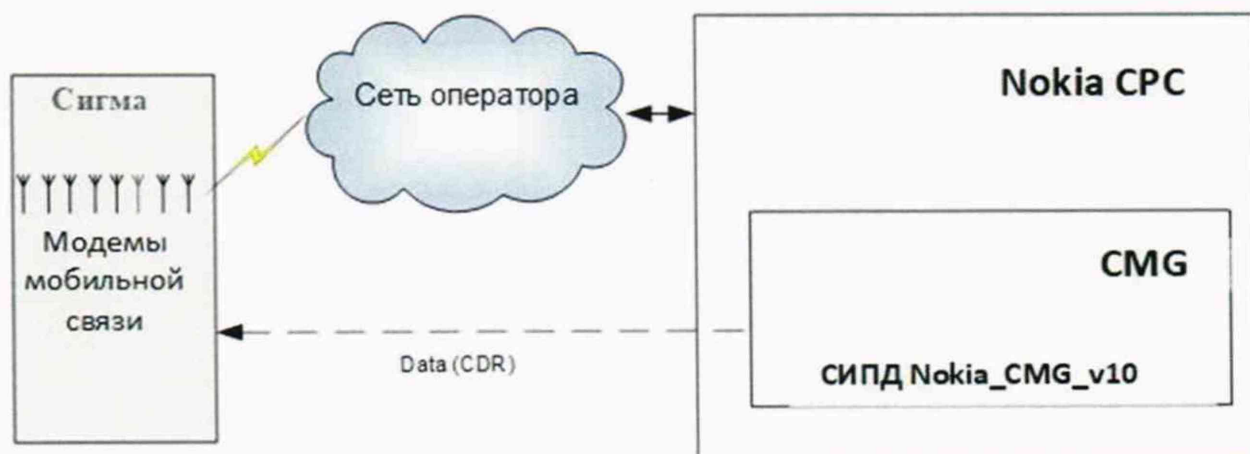 Сигма
Модемы
мобильной
связи
Сеть оператора
Data (CDR)
Nokia CPC
CMG
СИПД Nokia_CMG_v10